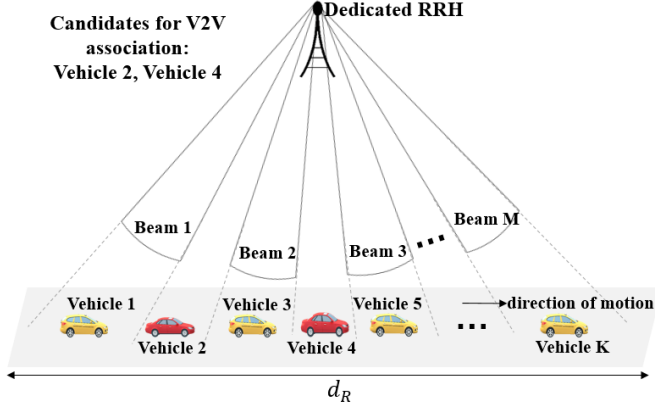 Dedicated RRH
Candidates for V2V
association:
Vehicle 2, Vehicle 4
Beam 1
Beam 2
Beam 3
Beam M
Vehicle 1
Vehicle 2
Vehicle 3
Vehicle 4
Vehicle 5
direction of motion
Vehicle K
d_R